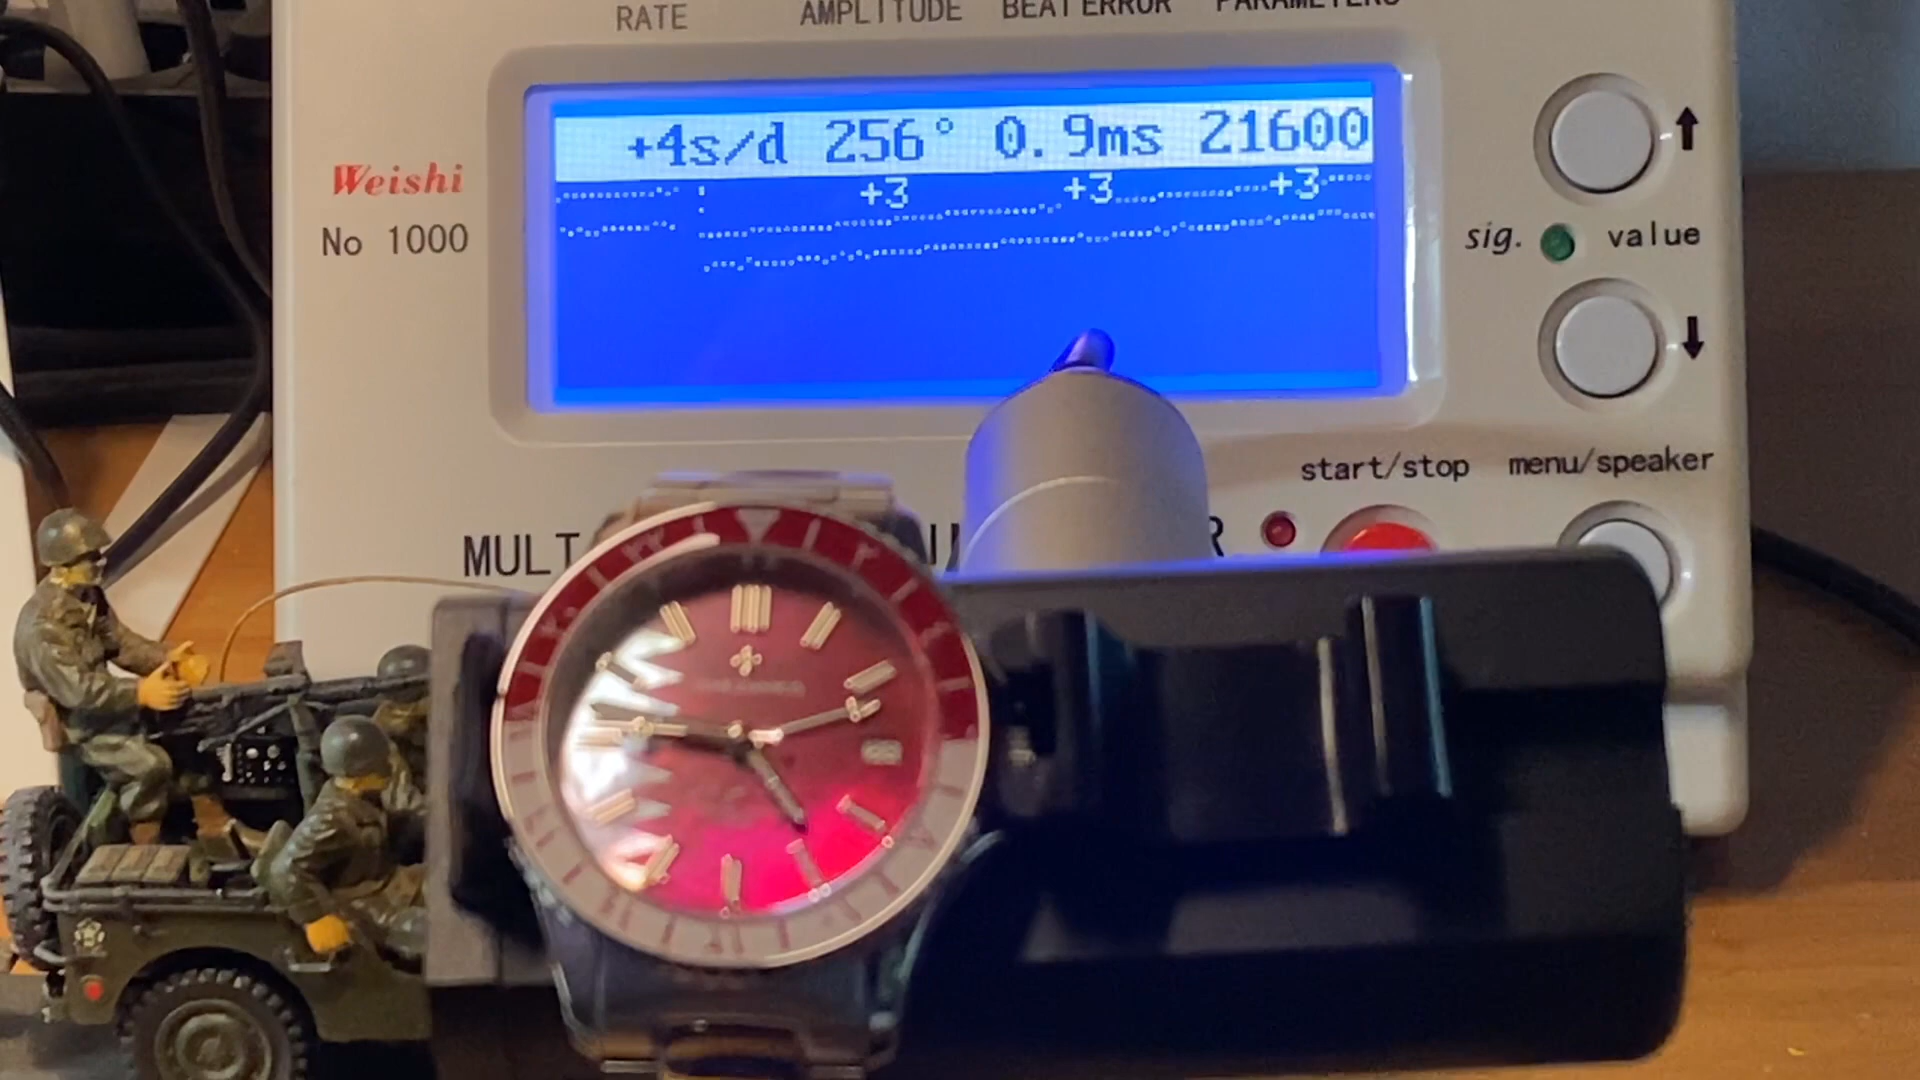 RATE AMPLITUDE BEAT ERROR PARAMETERS
+4s/d 256° 0.9ms 21600
+3 +3 +3
Weishi
No 1000
sig. value
start/stop menu/speaker
MULT